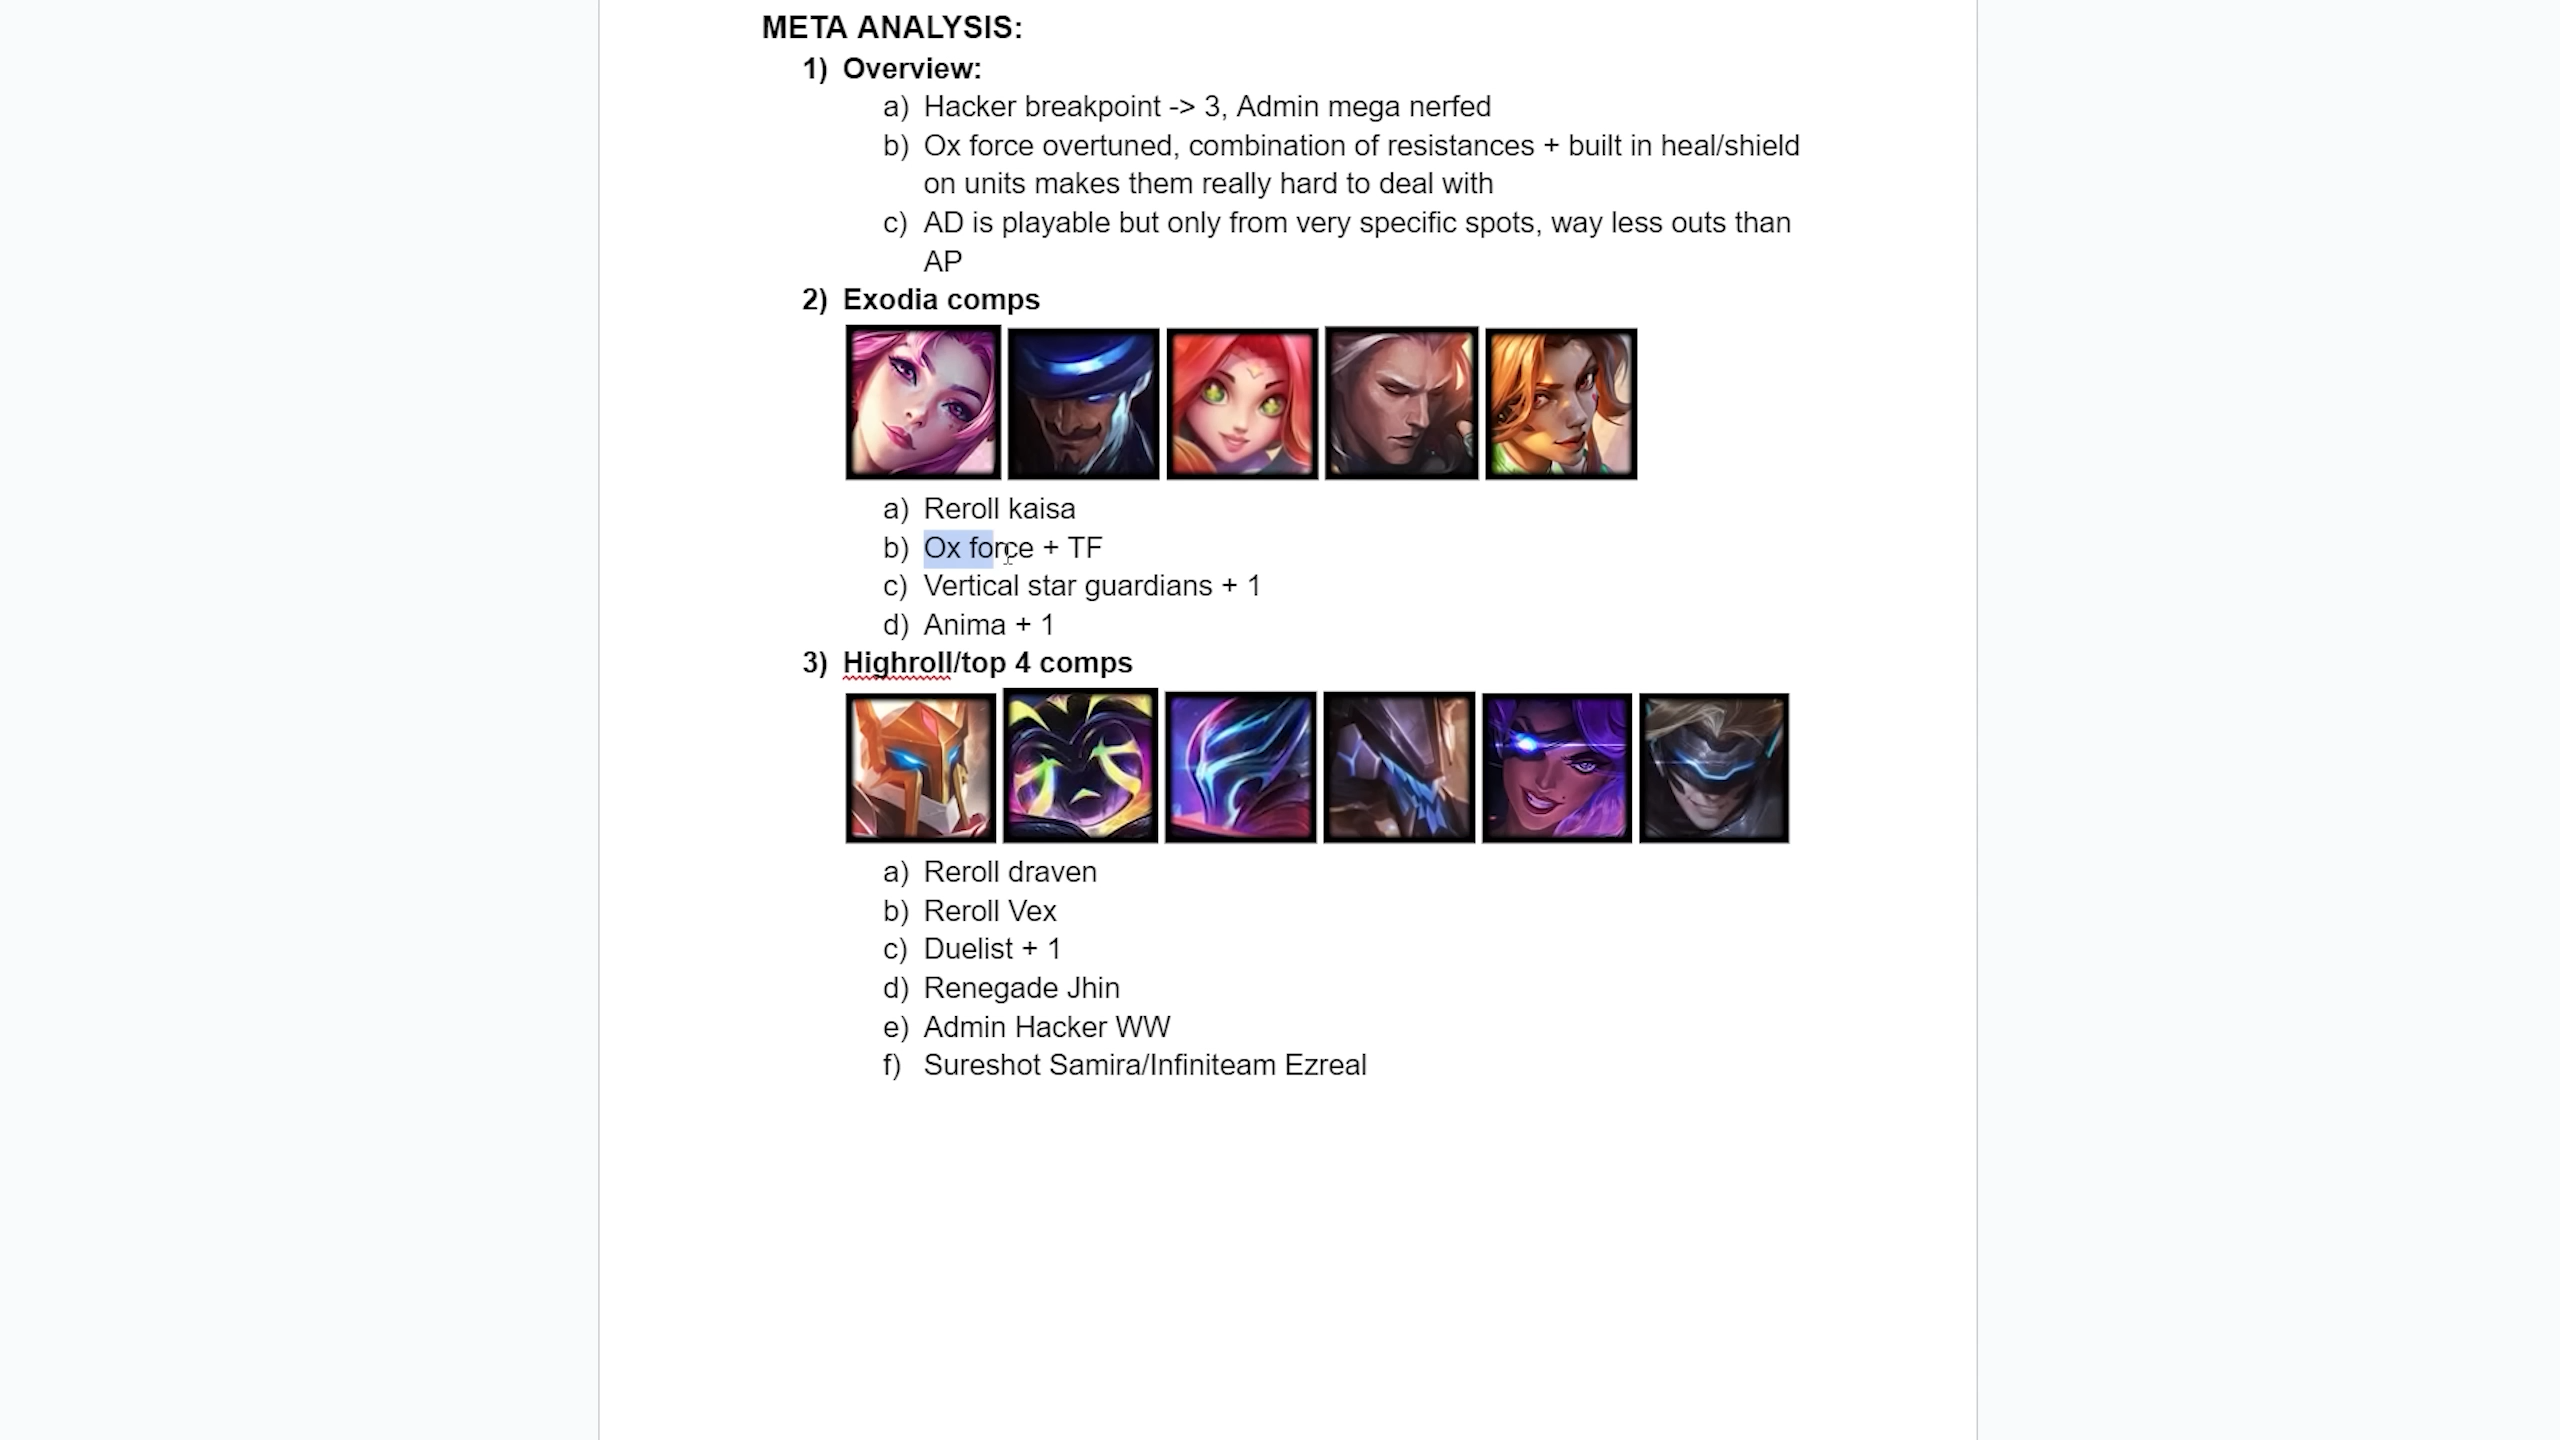 META ANALYSIS:
1) Overview:
a) Hacker breakpoint -> 3, Admin mega nerfed
b) Ox force overtuned, combination of resistances + built in heal/shield
on units makes them really hard to deal with
c) AD is playable but only from very specific spots, way less outs than
AP
2) Exodia comps
a) Reroll kaisa
b) Ox force + TF
c) Vertical star guardians + 1
d) Anima + 1
3) Highroll/top 4 comps
a) Reroll draven
b) Reroll Vex
c) Duelist + 1
d) Renegade Jhin
e) Admin Hacker WW
f) Sureshot Samira/Infiniteam Ezreal